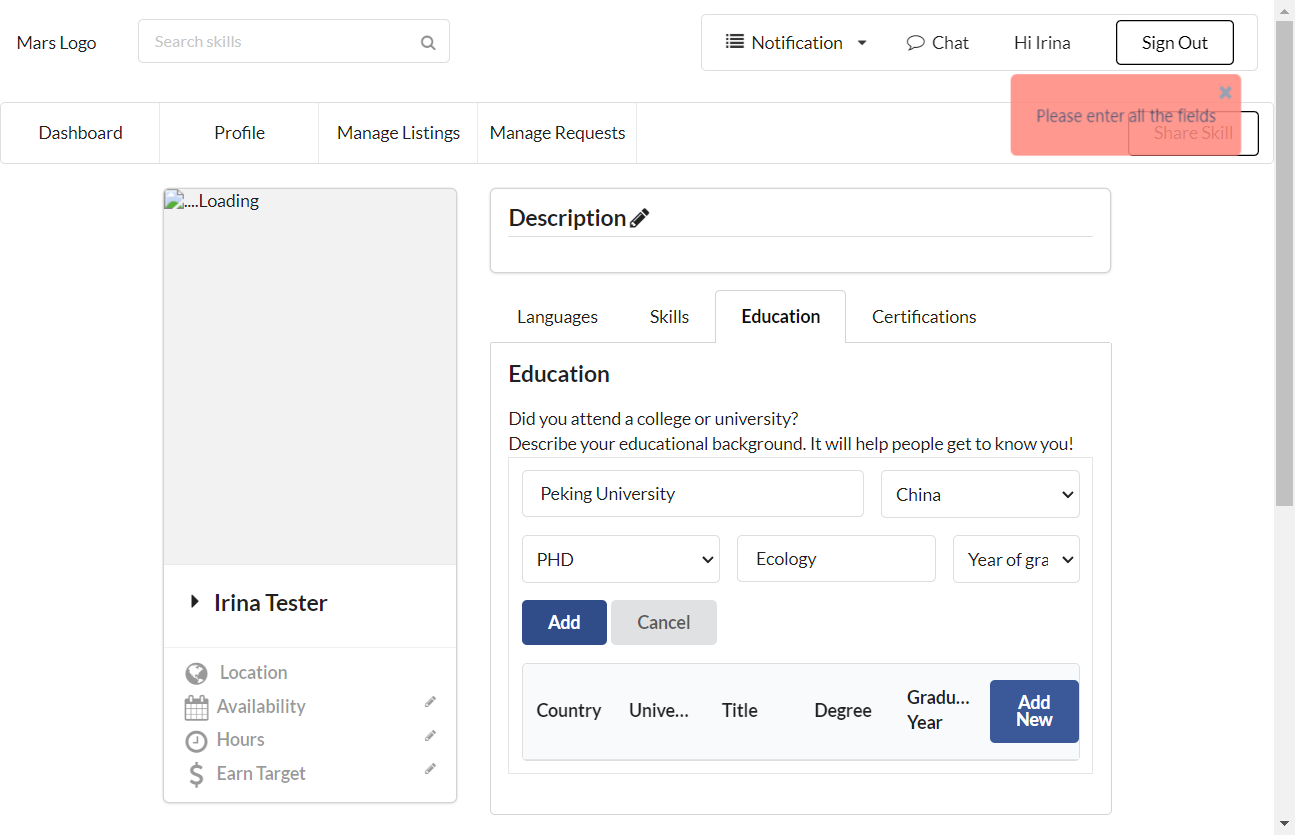 Mars Logo
Search skills
Notification
Chat
Hi Irina
Sign Out
Please enter all the fields
Dashboard
Profile
Manage Listings
Manage Requests
Share Skill
....Loading
Description
Languages
Skills
Education
Certifications
Education
Did you attend a college or university?
Describe your educational background. It will help people get to know you!
Peking University
China
PHD
Ecology
Year of gra
Add
Cancel
Country
Unive...
Title
Degree
Gradu...
Year
Add
New
Irina Tester
Location
Availability
Hours
Earn Target